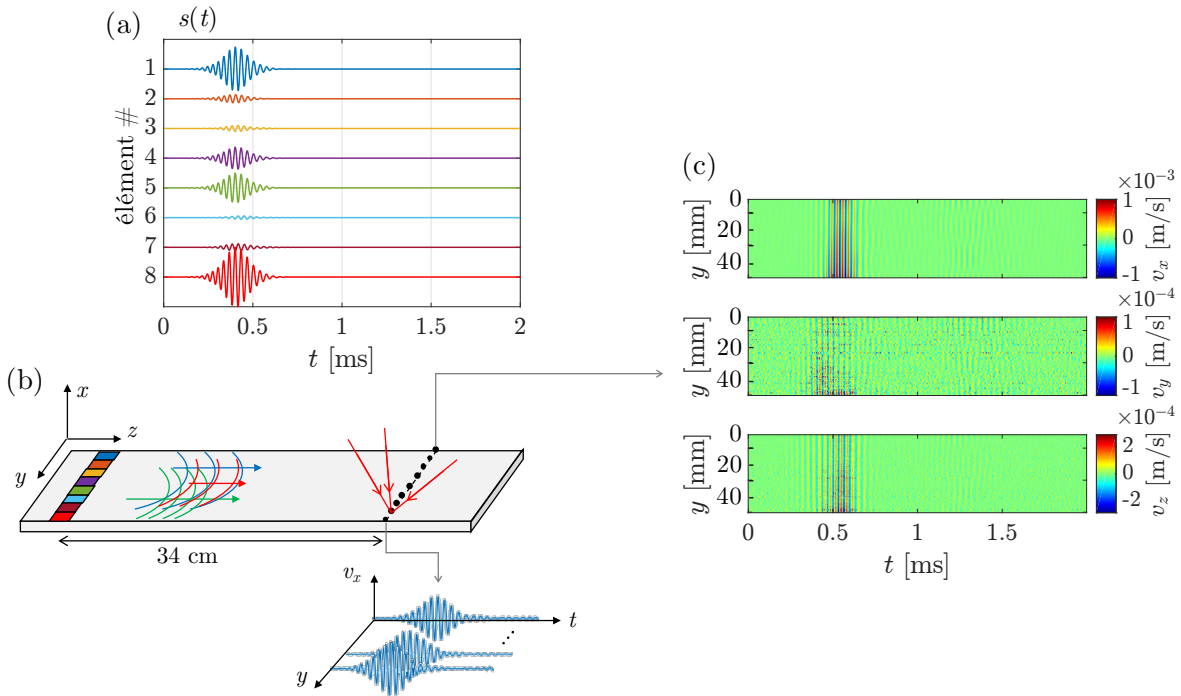 (a)
s(t)
élément #
1
2
3
4
5
6
7
8
0 0.5 1 1.5 2
t [ms]
(b)
x
z
y
34 cm
v_x
t
y
...
(c)
×10^{-3}
y [mm]
0
20
40
1
0
-1
v_x [m/s]
×10^{-4}
y [mm]
0
20
40
1
0
-1
v_y [m/s]
×10^{-4}
y [mm]
0
20
40
2
0
-2
v_z [m/s]
0 0.5 1 1.5
t [ms]